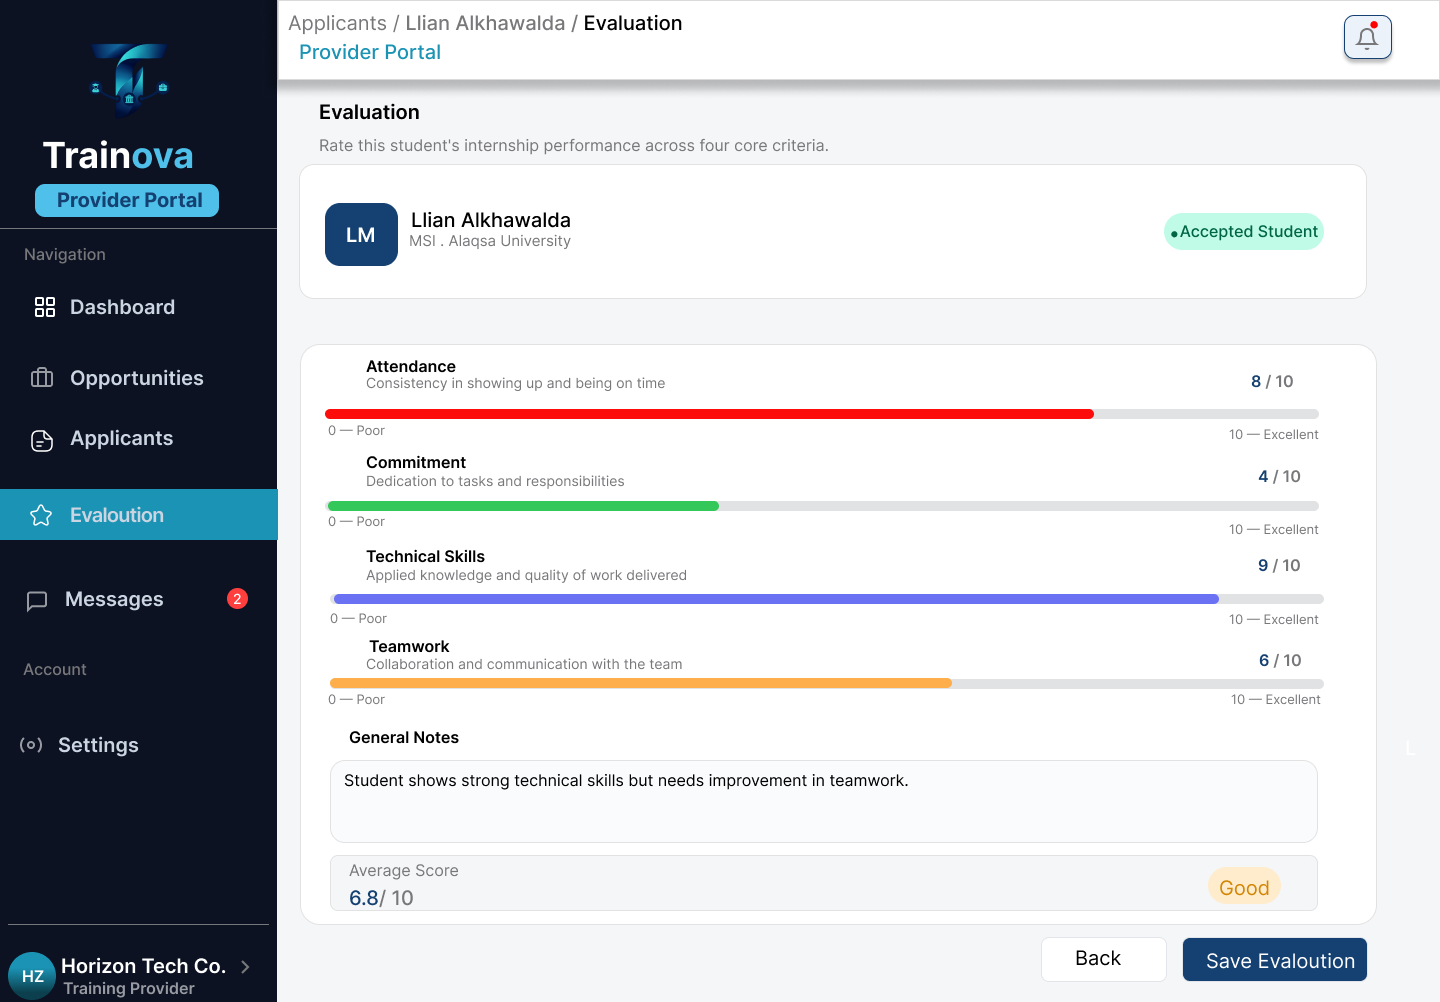 Trainova
Provider Portal
Navigation
Dashboard
Opportunities
Applicants
Evaloution
Messages
2
Account
Settings
HZ
Horizon Tech Co.
Training Provider
Applicants / Llian Alkhawalda / Evaluation
Provider Portal
Evaluation
Rate this student's internship performance across four core criteria.
LM
Llian Alkhawalda
MSI . Alaqsa University
•Accepted Student
Attendance
Consistency in showing up and being on time
8 / 10
0 — Poor
10 — Excellent
Commitment
Dedication to tasks and responsibilities
4 / 10
0 — Poor
10 — Excellent
Technical Skills
Applied knowledge and quality of work delivered
9 / 10
0 — Poor
10 — Excellent
Teamwork
Collaboration and communication with the team
6 / 10
0 — Poor
10 — Excellent
General Notes
L
Student shows strong technical skills but needs improvement in teamwork.
Average Score
6.8/ 10
Good
Back
Save Evaloution